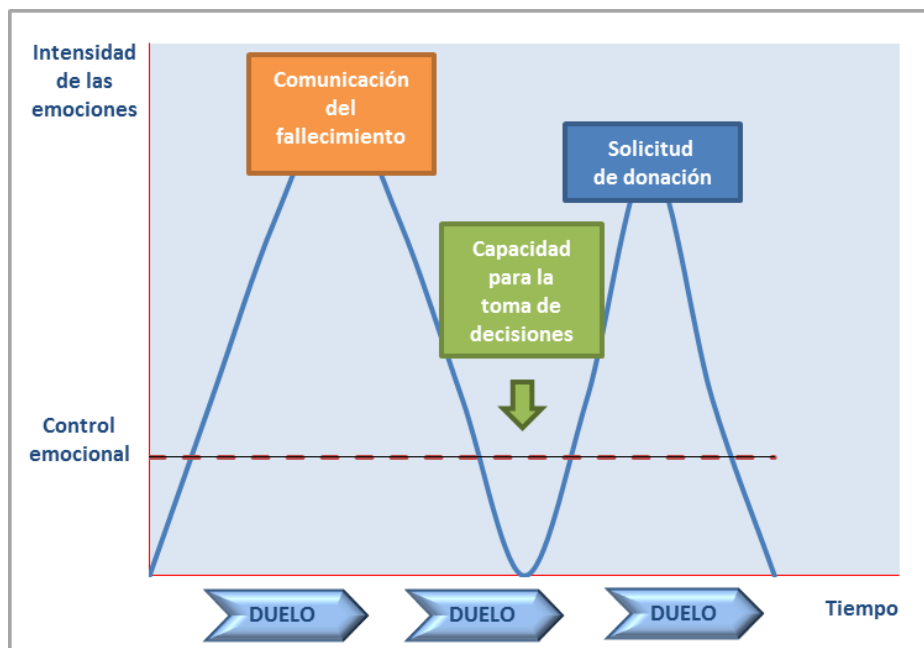 Intensidad
de las
emociones
Comunicación
del
fallecimiento
Solicitud
de donación
Capacidad
para la
toma de
decisiones
Control
emocional
DUELO
DUELO
DUELO
Tiempo